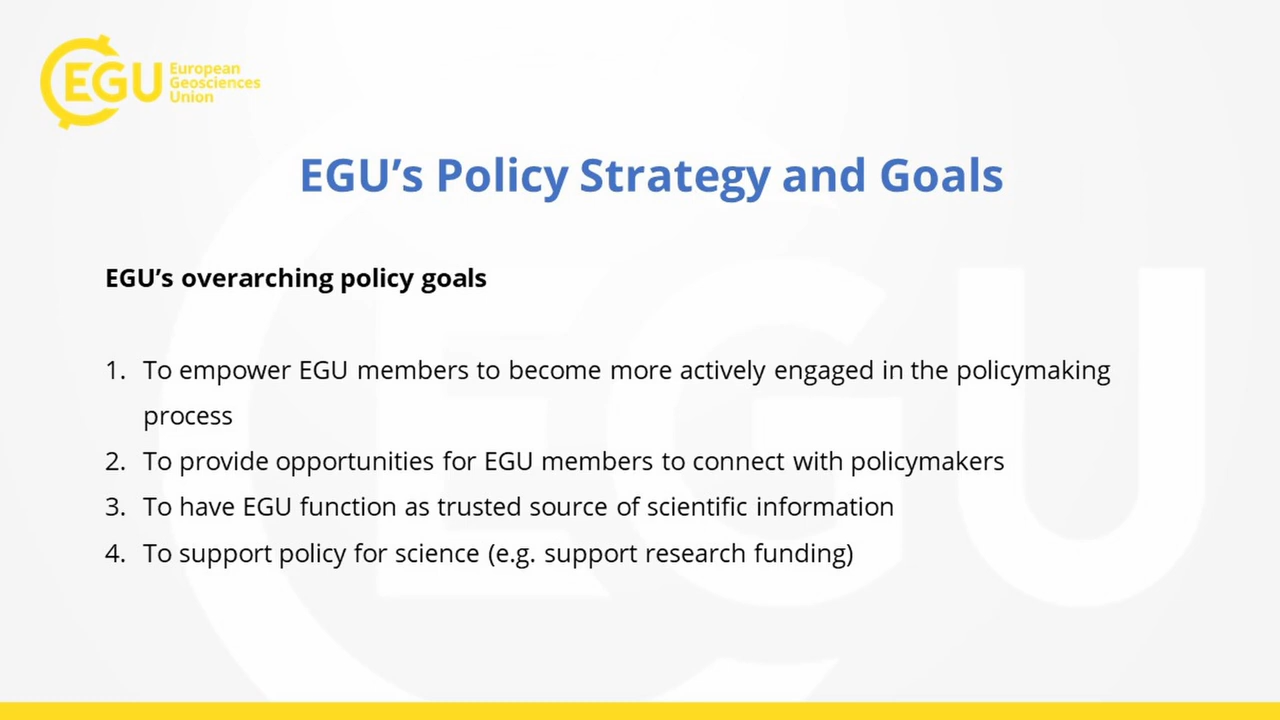 EGU
European
Geosciences
Union
EGU’s Policy Strategy and Goals
EGU’s overarching policy goals
1. To empower EGU members to become more actively engaged in the policymaking
process
2. To provide opportunities for EGU members to connect with policymakers
3. To have EGU function as trusted source of scientific information
4. To support policy for science (e.g. support research funding)